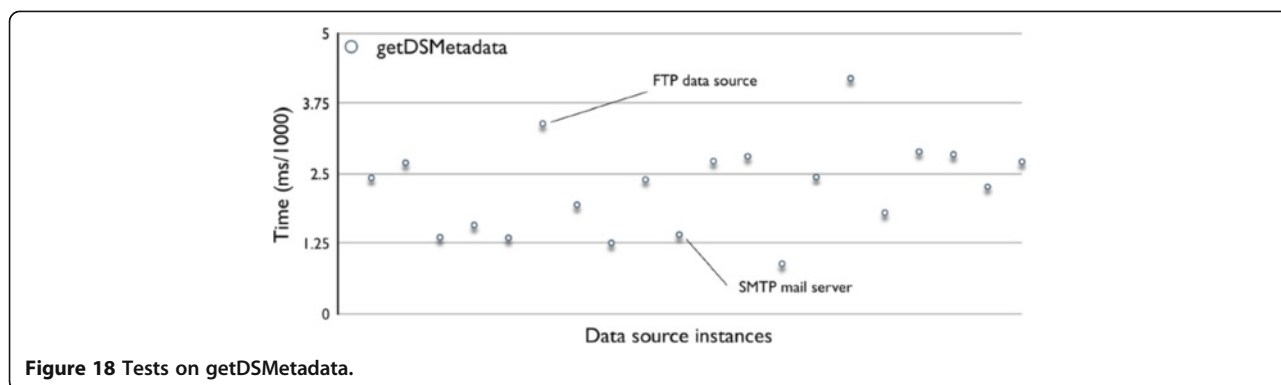 5
getDSMetadata
FTP data source
3.75
Time (ms/1000)
2.5
1.25
SMTP mail server
0
Data source instances
Figure 18 Tests on getDSMetadata.